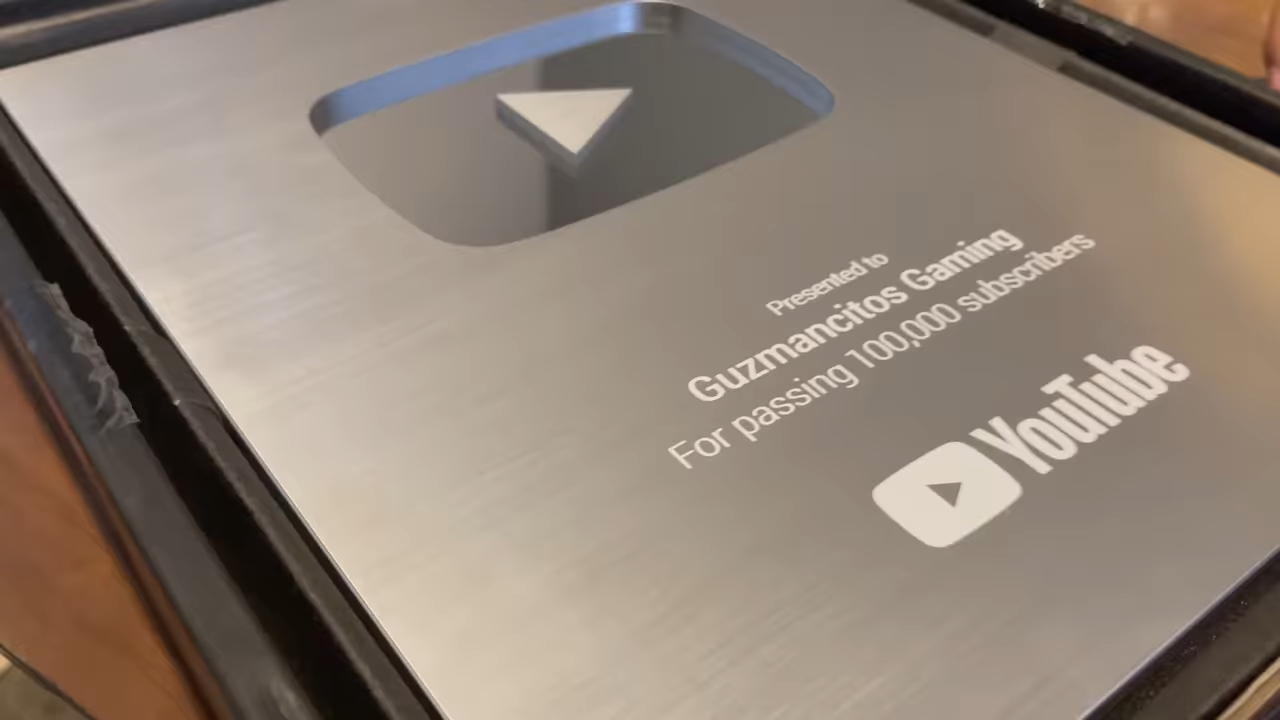 Presented to
Guzmancitos Gaming
For passing 100,000 subscribers
YouTube